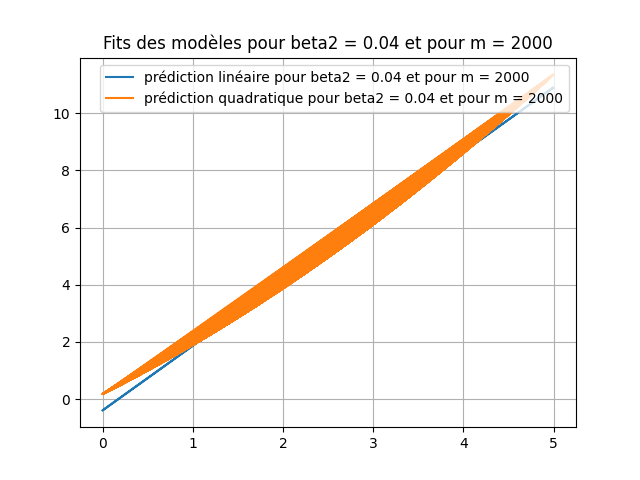 Fits des modèles pour beta2 = 0.04 et pour m = 2000
prédiction linéaire pour beta2 = 0.04 et pour m = 2000
prédiction quadratique pour beta2 = 0.04 et pour m = 2000
10
8
6
4
2
0
0 1 2 3 4 5